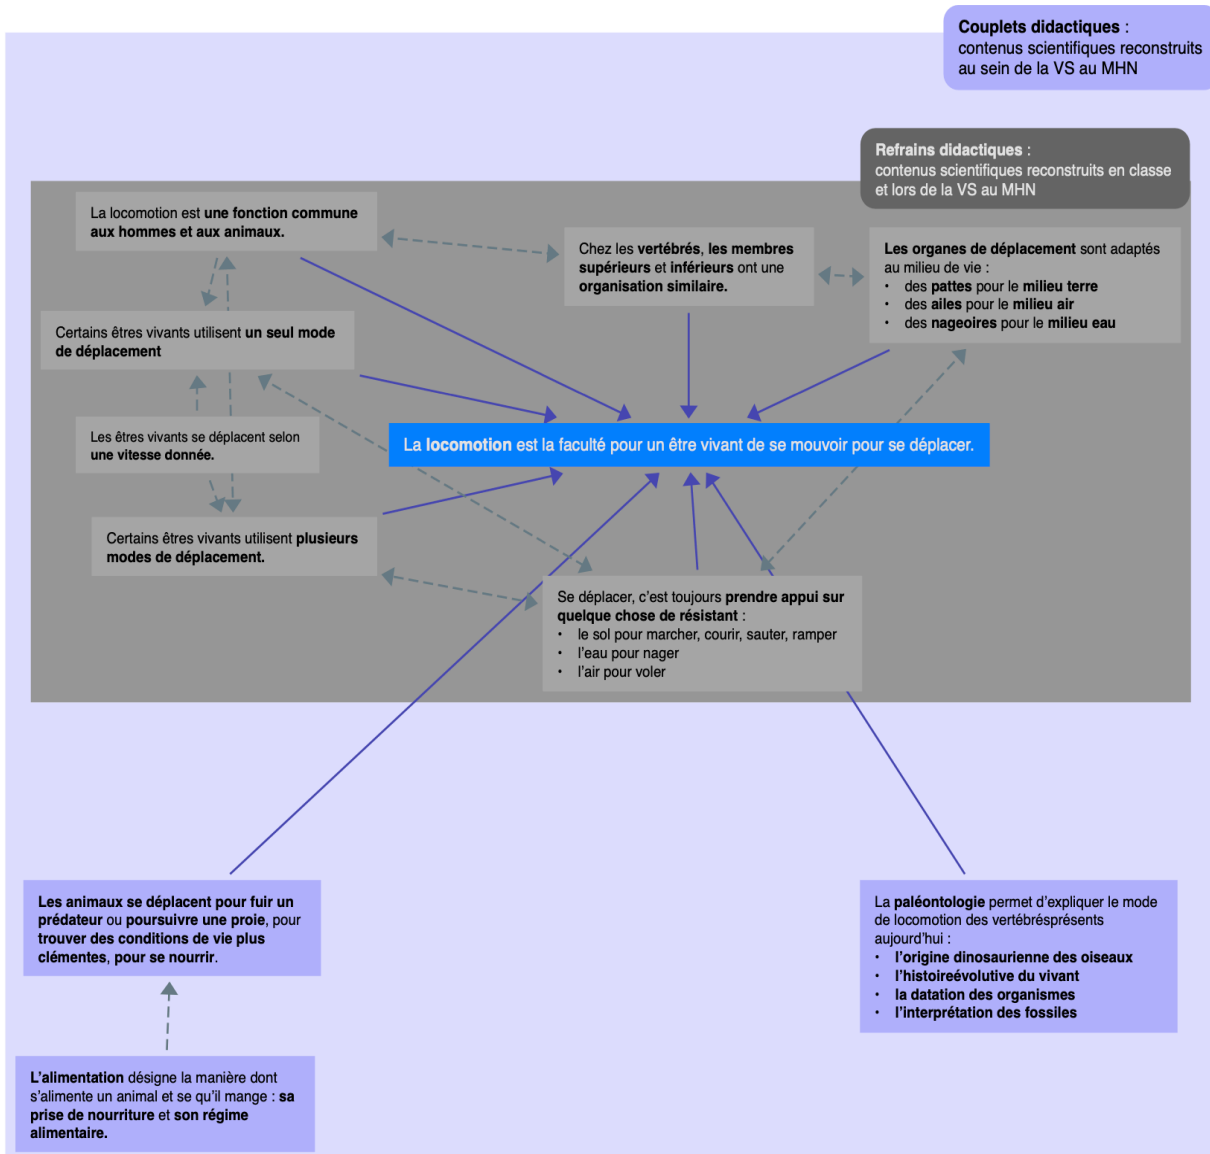 Couplets didactiques :
contenus scientifiques reconstruits
au sein de la VS au MHN
Refrains didactiques :
contenus scientifiques reconstruits en classe
et lors de la VS au MHN
La locomotion est une fonction commune
aux hommes et aux animaux.
Chez les vertébrés, les membres
supérieurs et inférieurs ont une
organisation similaire.
Les organes de déplacement sont adaptés
au milieu de vie :
• des pattes pour le milieu terre
• des ailes pour le milieu air
• des nageoires pour le milieu eau
Certains êtres vivants utilisent un seul mode
de déplacement
Les êtres vivants se déplacent selon
une vitesse donnée.
La locomotion est la faculté pour un être vivant de se mouvoir pour se déplacer.
Certains êtres vivants utilisent plusieurs
modes de déplacement.
Se déplacer, c’est toujours prendre appui sur
quelque chose de résistant :
• le sol pour marcher, courir, sauter, ramper
• l’eau pour nager
• l’air pour voler
Les animaux se déplacent pour fuir un
prédateur ou poursuivre une proie, pour
trouver des conditions de vie plus
clémentes, pour se nourrir.
La paléontologie permet d’expliquer le mode
de locomotion des vertébrésprésents
aujourd’hui :
• l’origine dinosaurienne des oiseaux
• l’histoireévolutive du vivant
• la datation des organismes
• l’interprétation des fossiles
L’alimentation désigne la manière dont
s’alimente un animal et se qu’il mange : sa
prise de nourriture et son régime
alimentaire.